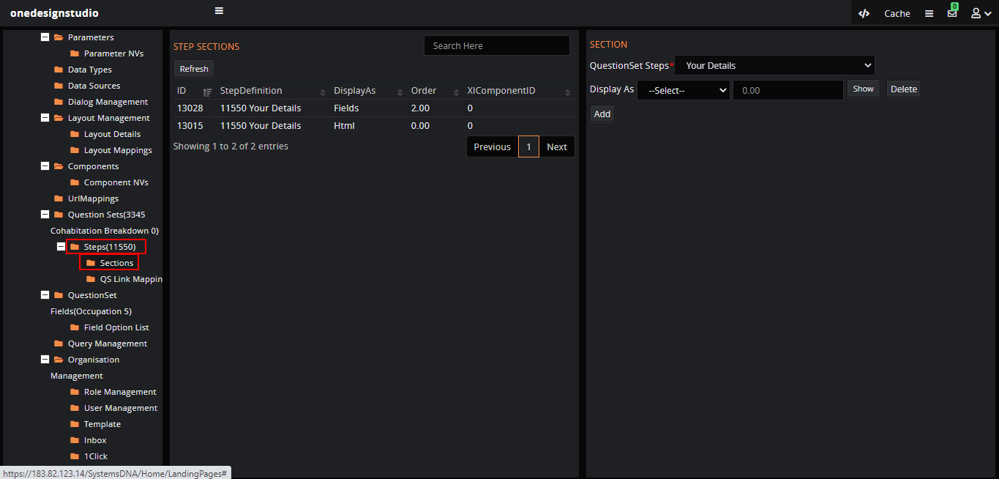 onedesignstudio
0
Cache
Parameters
Parameter NVs
Data Types
Data Sources
Dialog Management
Layout Management
Layout Details
Layout Mappings
Components
Component NVs
UrlMappings
Question Sets(3345
Cohabitation Breakdown 0)
Steps(11550)
Sections
QS Link Mappin
QuestionSet
Fields(Occupation 5)
Field Option List
Query Management
Organisation
Management
Role Management
User Management
Template
Inbox
1Click
https://183.82.123.14/SystemsDNA/Home/LandingPages#
STEP SECTIONS
Search Here
Refresh
ID StepDefinition DisplayAs Order XIComponentID
13028 11550 Your Details Fields 2.00 0
13015 11550 Your Details Html 0.00 0
Showing 1 to 2 of 2 entries
Previous 1 Next
SECTION
QuestionSet Steps* Your Details
Display As --Select-- 0.00 Show Delete
Add